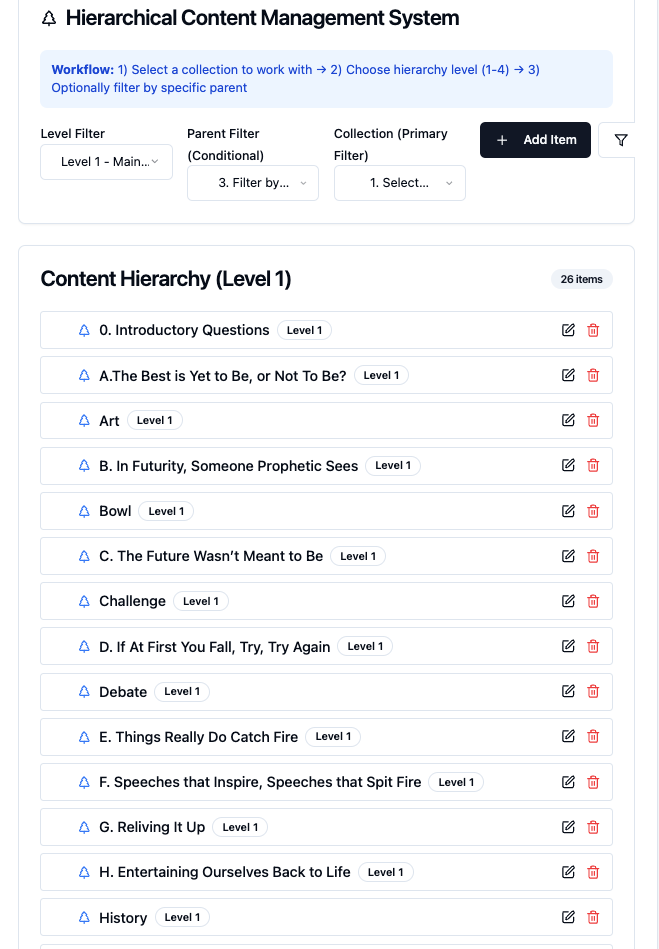 Hierarchical Content Management System
Workflow: 1) Select a collection to work with → 2) Choose hierarchy level (1-4) → 3)
Optionally filter by specific parent
Level Filter
Level 1 - Main...
Parent Filter
(Conditional)
3. Filter by...
Collection (Primary
Filter)
1. Select...
+ Add Item
Content Hierarchy (Level 1)
26 items
0. Introductory Questions Level 1
A.The Best is Yet to Be, or Not To Be? Level 1
Art Level 1
B. In Futurity, Someone Prophetic Sees Level 1
Bowl Level 1
C. The Future Wasn’t Meant to Be Level 1
Challenge Level 1
D. If At First You Fall, Try, Try Again Level 1
Debate Level 1
E. Things Really Do Catch Fire Level 1
F. Speeches that Inspire, Speeches that Spit Fire Level 1
G. Reliving It Up Level 1
H. Entertaining Ourselves Back to Life Level 1
History Level 1